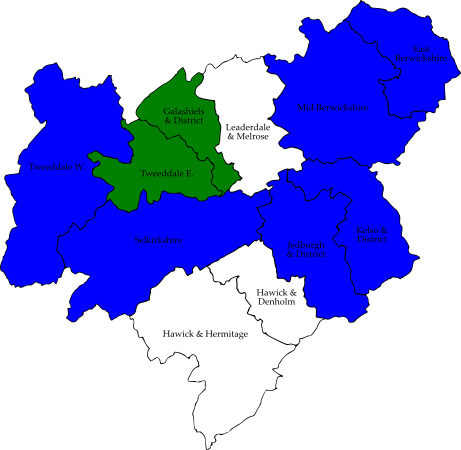 East
Berwickshire
Mid Berwickshire
Galashiels
& District
Leaderdale
& Melrose
Tweeddale W.
Tweeddale E.
Selkirkshire
Kelso &
District
Jedburgh
& District
Hawick &
Denholm
Hawick & Hermitage